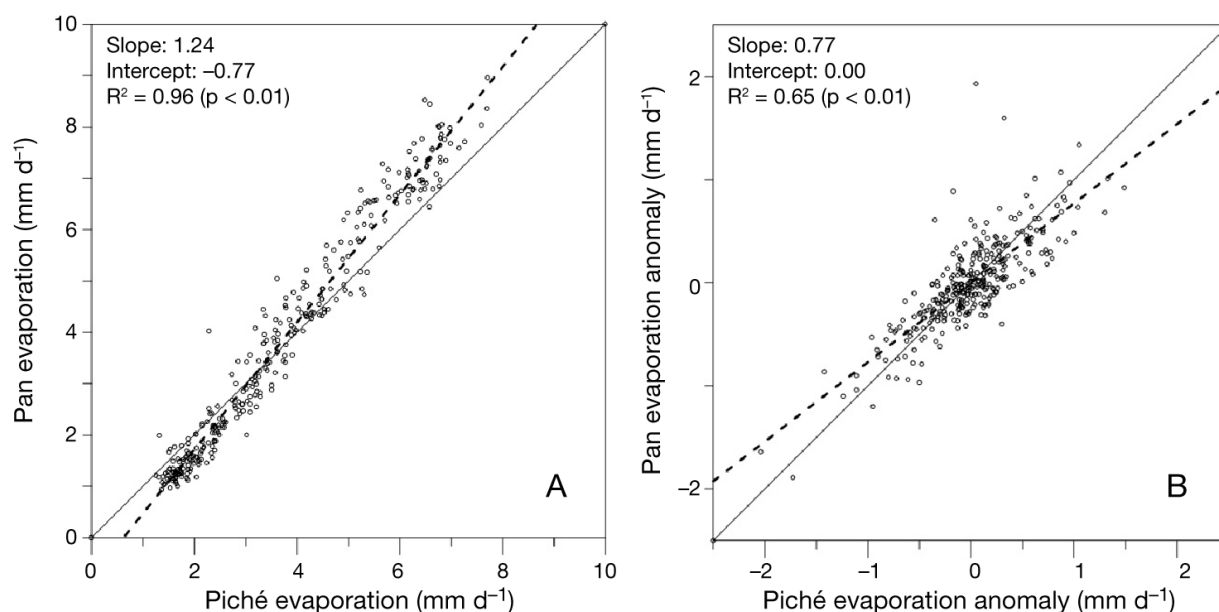 Slope: 1.24
Intercept: –0.77
R² = 0.96 (p < 0.01)
10
8
6
4
2
0
Pan evaporation (mm d⁻¹)
A
0
2
4
6
8
10
Piché evaporation (mm d⁻¹)
Slope: 0.77
Intercept: 0.00
R² = 0.65 (p < 0.01)
2
0
–2
Pan evaporation anomaly (mm d⁻¹)
B
–2
–1
0
1
2
Piché evaporation anomaly (mm d⁻¹)